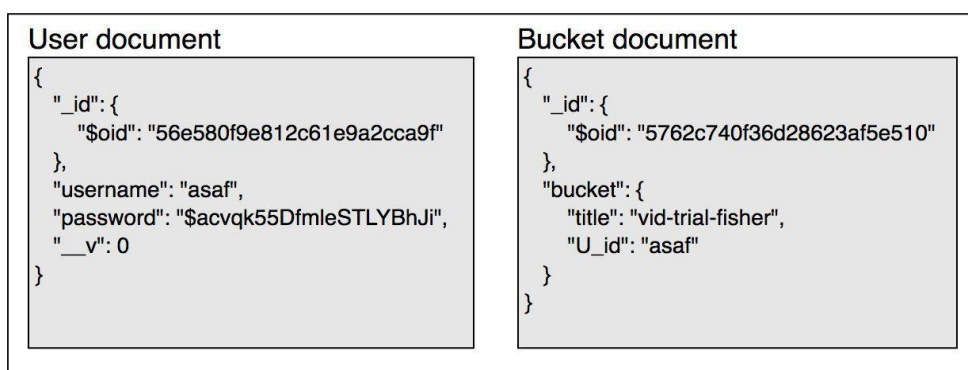 User document
{
"_id": {
"$oid": "56e580f9e812c61e9a2cca9f"
},
"username": "asaf",
"password": "$acvqk55DfmleSTLYBhJi",
"__v": 0
}
Bucket document
{
"_id": {
"$oid": "5762c740f36d28623af5e510"
},
"bucket": {
"title": "vid-trial-fisher",
"U_id": "asaf"
}
}